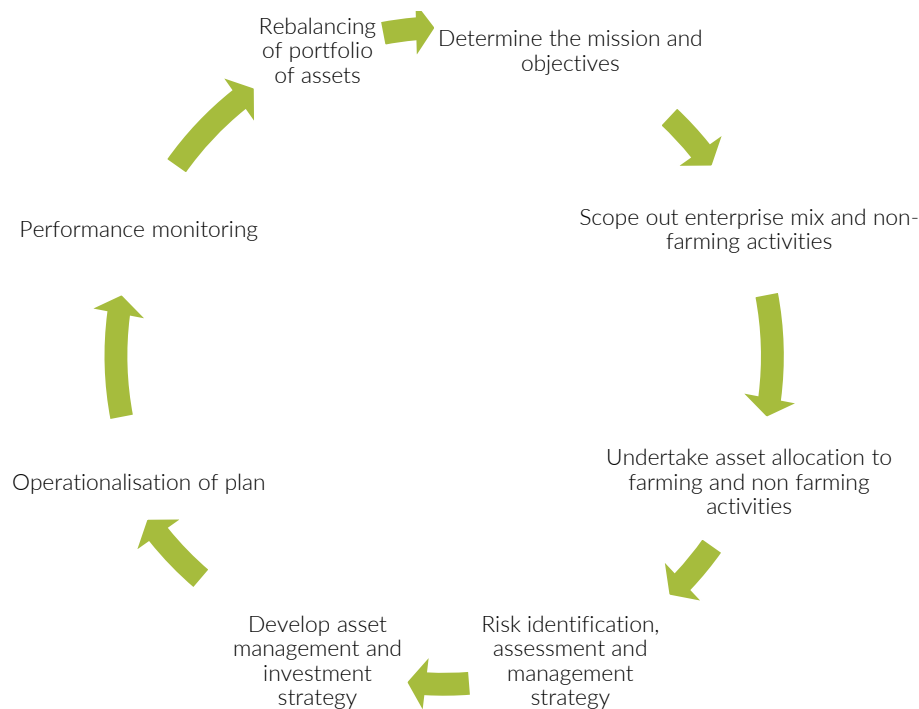 Rebalancing
of portfolio
of assets
Determine the mission and
objectives
Scope out enterprise mix and non-
farming activities
Undertake asset allocation to
farming and non farming
activities
Risk identification,
assessment and
management
strategy
Develop asset
management and
investment
strategy
Operationalisation of plan
Performance monitoring